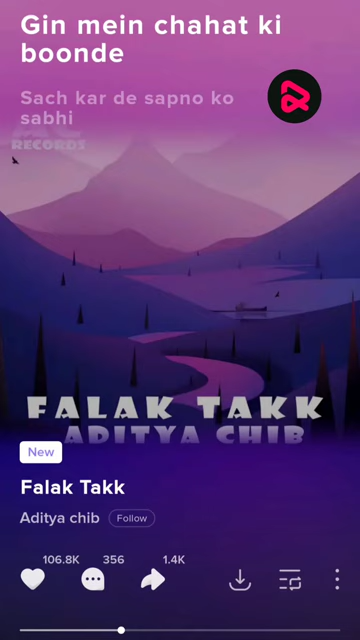 Gin mein chahat ki
boonde
Sach kar de sapno ko
sabhi
RECORDS
FALAK TAKK
ADITYA CHIB
New
Falak Takk
Aditya chib Follow
106.8K 356 1.4K